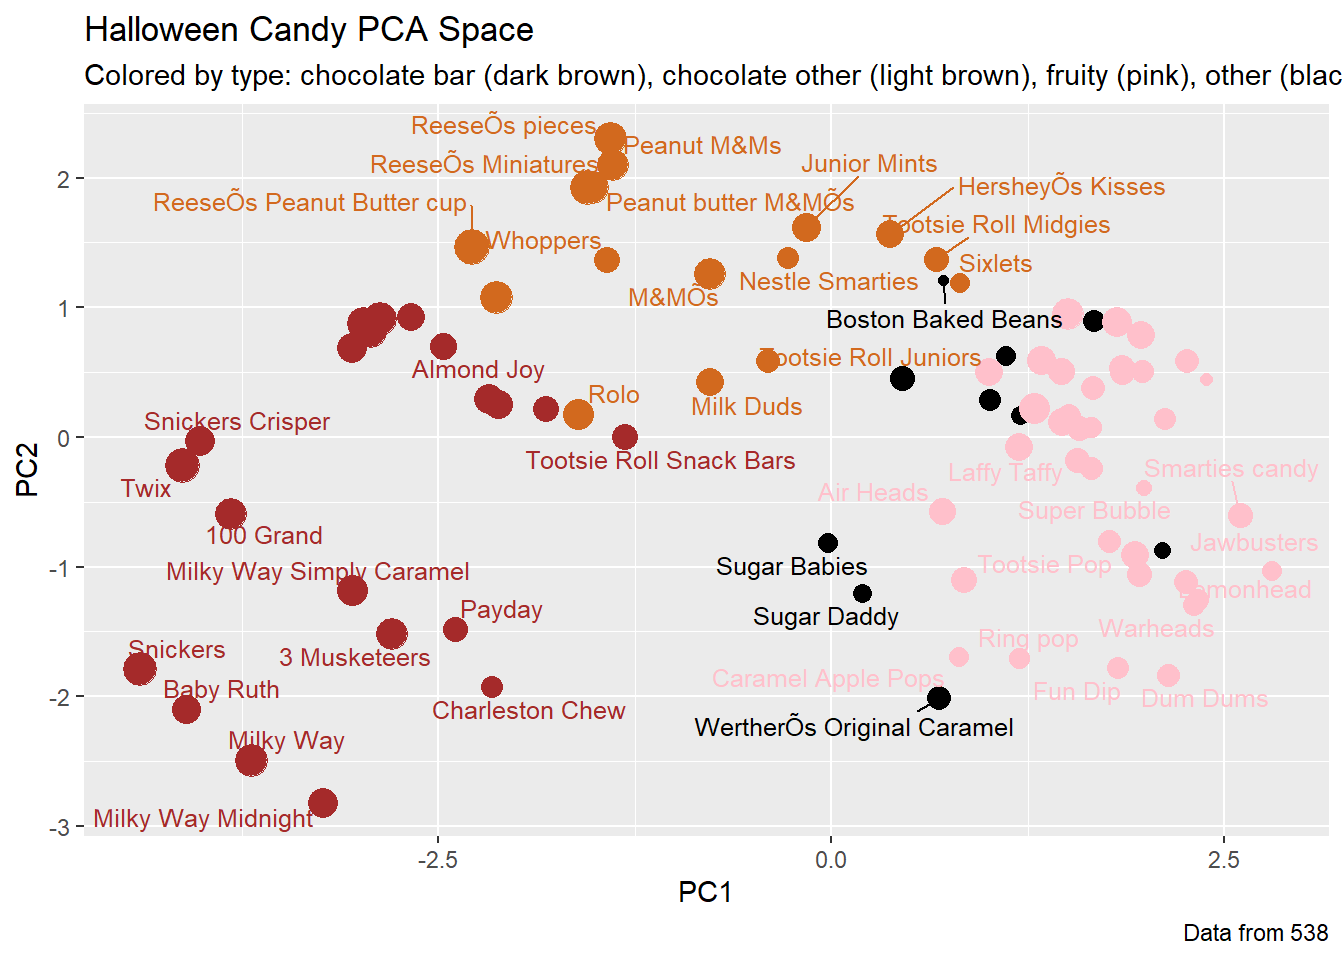 Halloween Candy PCA Space
Colored by type: chocolate bar (dark brown), chocolate other (light brown), fruity (pink), other (blac
ReeseÕs pieces
Peanut M&Ms
ReeseÕs Miniatures
Junior Mints
HersheyÕs Kisses
ReeseÕs Peanut Butter cup
Peanut butter M&MÕs
Tootsie Roll Midgies
Whoppers
Sixlets
Nestle Smarties
M&MÕs
Boston Baked Beans
Tootsie Roll Juniors
Almond Joy
Rolo
Milk Duds
Snickers Crisper
Tootsie Roll Snack Bars
Laffy Taffy
Smarties candy
Twix
Air Heads
Super Bubble
100 Grand
Jawbusters
Milky Way Simply Caramel
Sugar Babies
Tootsie Pop
Lemonhead
Payday
Sugar Daddy
Warheads
Ring pop
Snickers
3 Musketeers
Caramel Apple Pops
Baby Ruth
Fun Dip
Dum Dums
Charleston Chew
WertherÕs Original Caramel
Milky Way
Milky Way Midnight
2
1
0
-1
-2
-3
PC2
-2.5
0.0
2.5
PC1
Data from 538